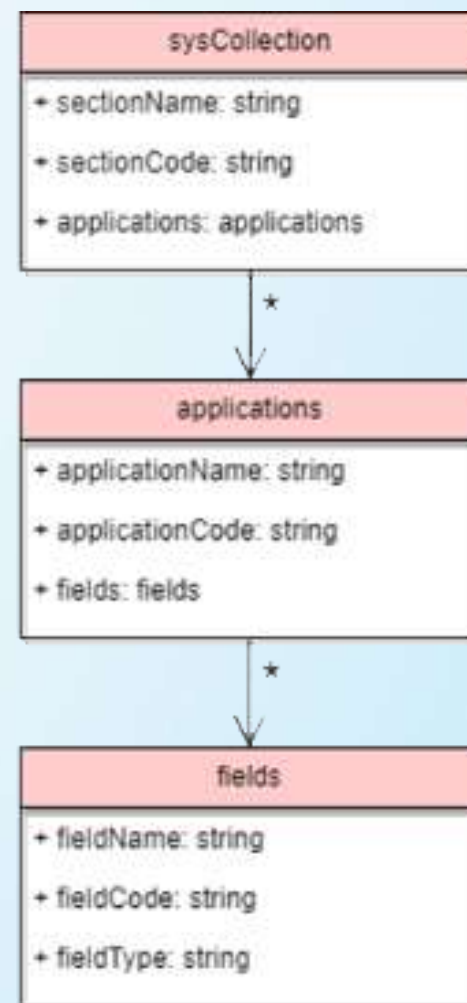 sysCollection
+ sectionName: string
+ sectionCode: string
+ applications: applications
*
applications
+ applicationName: string
+ applicationCode: string
+ fields: fields
*
fields
+ fieldName: string
+ fieldCode: string
+ fieldType: string